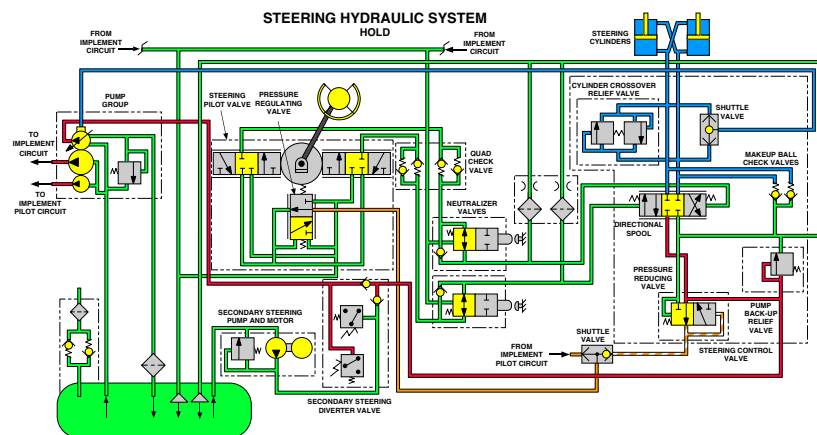 STEERING HYDRAULIC SYSTEM
HOLD
FROM
IMPLEMENT
CIRCUIT
FROM
IMPLEMENT
CIRCUIT
STEERING
CYLINDERS
PUMP
GROUP
STEERING
PILOT VALVE
PRESSURE
REGULATING
VALVE
CYLINDER CROSSOVER
RELIEF VALVE
SHUTTLE
VALVE
TO
IMPLEMENT
CIRCUIT
QUAD
CHECK
VALVE
MAKEUP BALL
CHECK VALVES
TO
IMPLEMENT
PILOT CIRCUIT
NEUTRALIZER
VALVES
DIRECTIONAL
SPOOL
PRESSURE
REDUCING
VALVE
PUMP
BACK-UP
RELIEF
VALVE
SECONDARY STEERING
PUMP AND MOTOR
SHUTTLE
VALVE
FROM
IMPLEMENT
PILOT CIRCUIT
STEERING CONTROL
VALVE
SECONDARY STEERING
DIVERTER VALVE